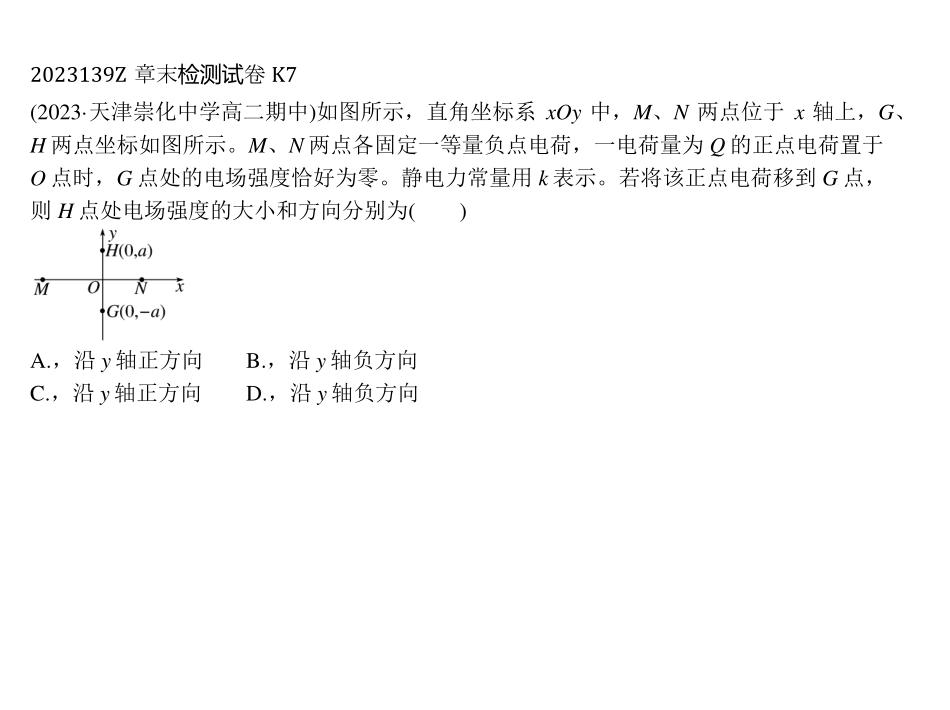 2023139Z 章末检测试卷 K7
(2023·天津崇化中学高二期中)如图所示，直角坐标系 xOy 中，M、N 两点位于 x 轴上，G、
H 两点坐标如图所示。M、N 两点各固定一等量负点电荷，一电荷量为 Q 的正点电荷置于
O 点时，G 点处的电场强度恰好为零。静电力常量用 k 表示。若将该正点电荷移到 G 点，
则 H 点处电场强度的大小和方向分别为(　　)
y
H(0,a)
M O N x
G(0,−a)
A.，沿 y 轴正方向　　B.，沿 y 轴负方向
C.，沿 y 轴正方向　　D.，沿 y 轴负方向